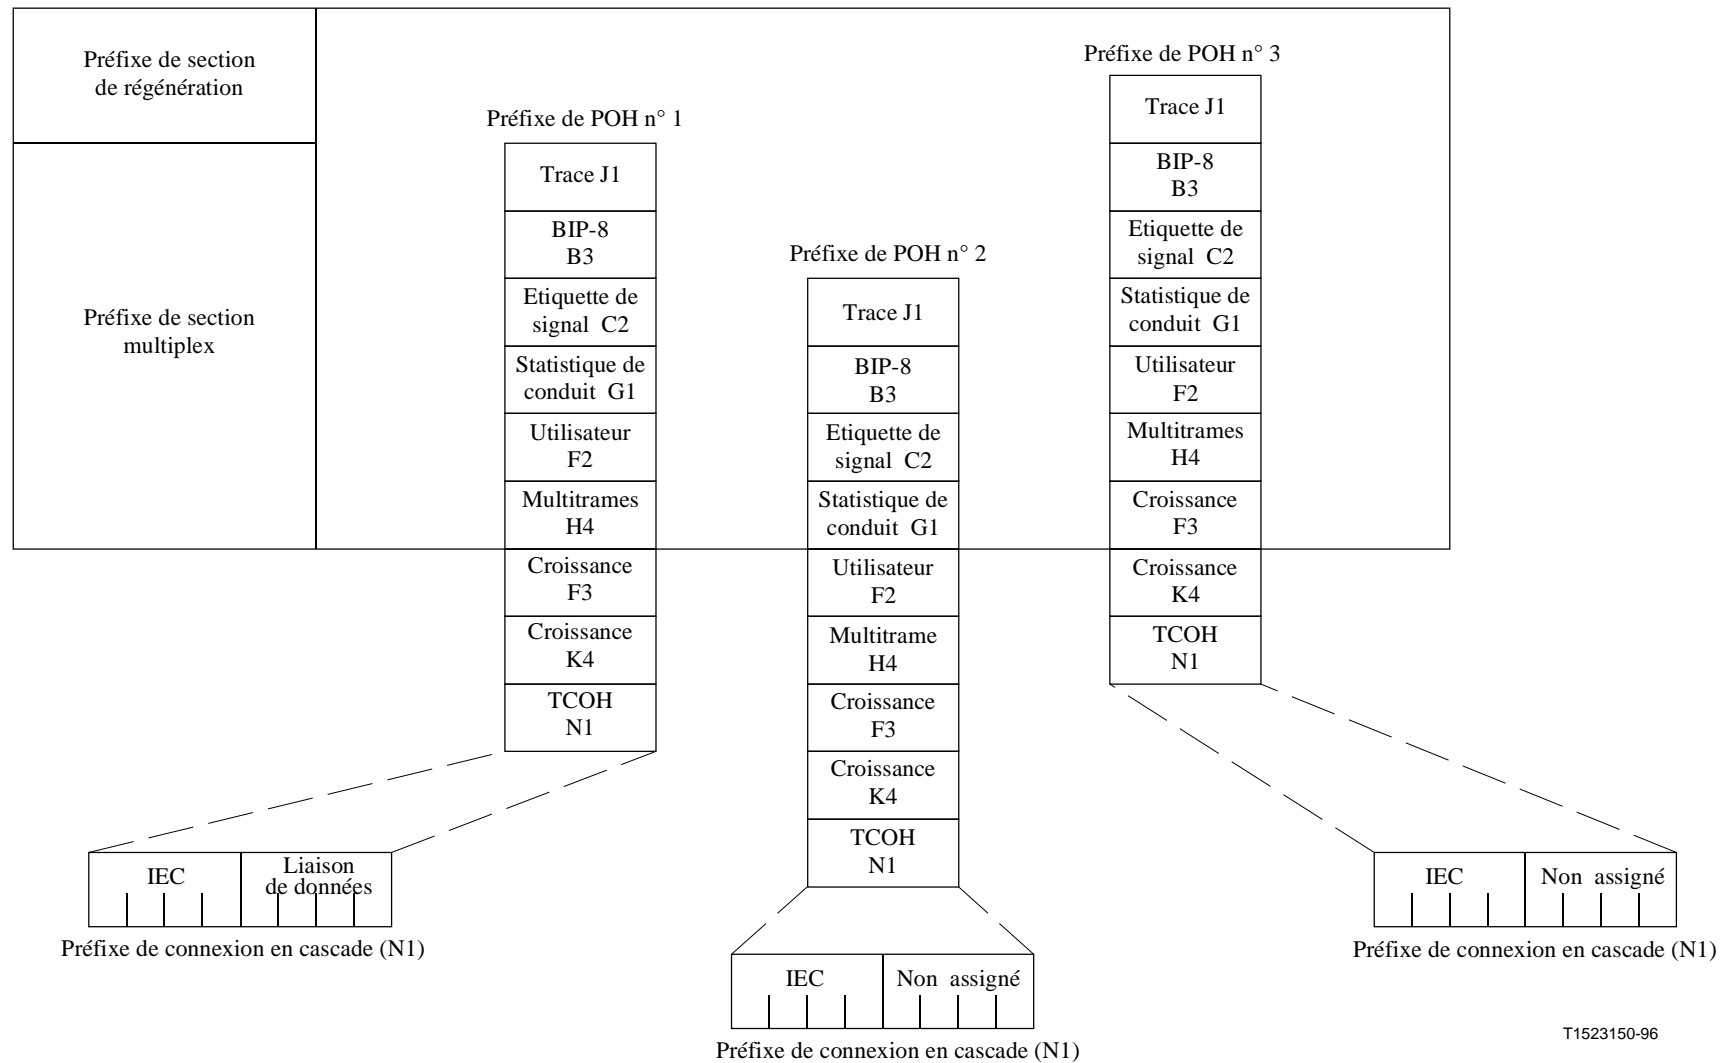 Préfixe de section
de régénération
Préfixe de section
multiplex
Préfixe de POH n° 1
Trace J1
BIP-8
B3
Etiquette de
signal C2
Statistique de
conduit G1
Utilisateur
F2
Multitrames
H4
Croissance
F3
Croissance
K4
TCOH
N1
IEC
Liaison
de données
Préfixe de connexion en cascade (N1)
Préfixe de POH n° 2
Trace J1
BIP-8
B3
Etiquette de
signal C2
Statistique de
conduit G1
Utilisateur
F2
Multitrame
H4
Croissance
F3
Croissance
K4
TCOH
N1
IEC
Non assigné
Préfixe de connexion en cascade (N1)
Préfixe de POH n° 3
Trace J1
BIP-8
B3
Etiquette de
signal C2
Statistique de
conduit G1
Utilisateur
F2
Multitrames
H4
Croissance
F3
Croissance
K4
TCOH
N1
IEC
Non assigné
Préfixe de connexion en cascade (N1)
T1523150-96